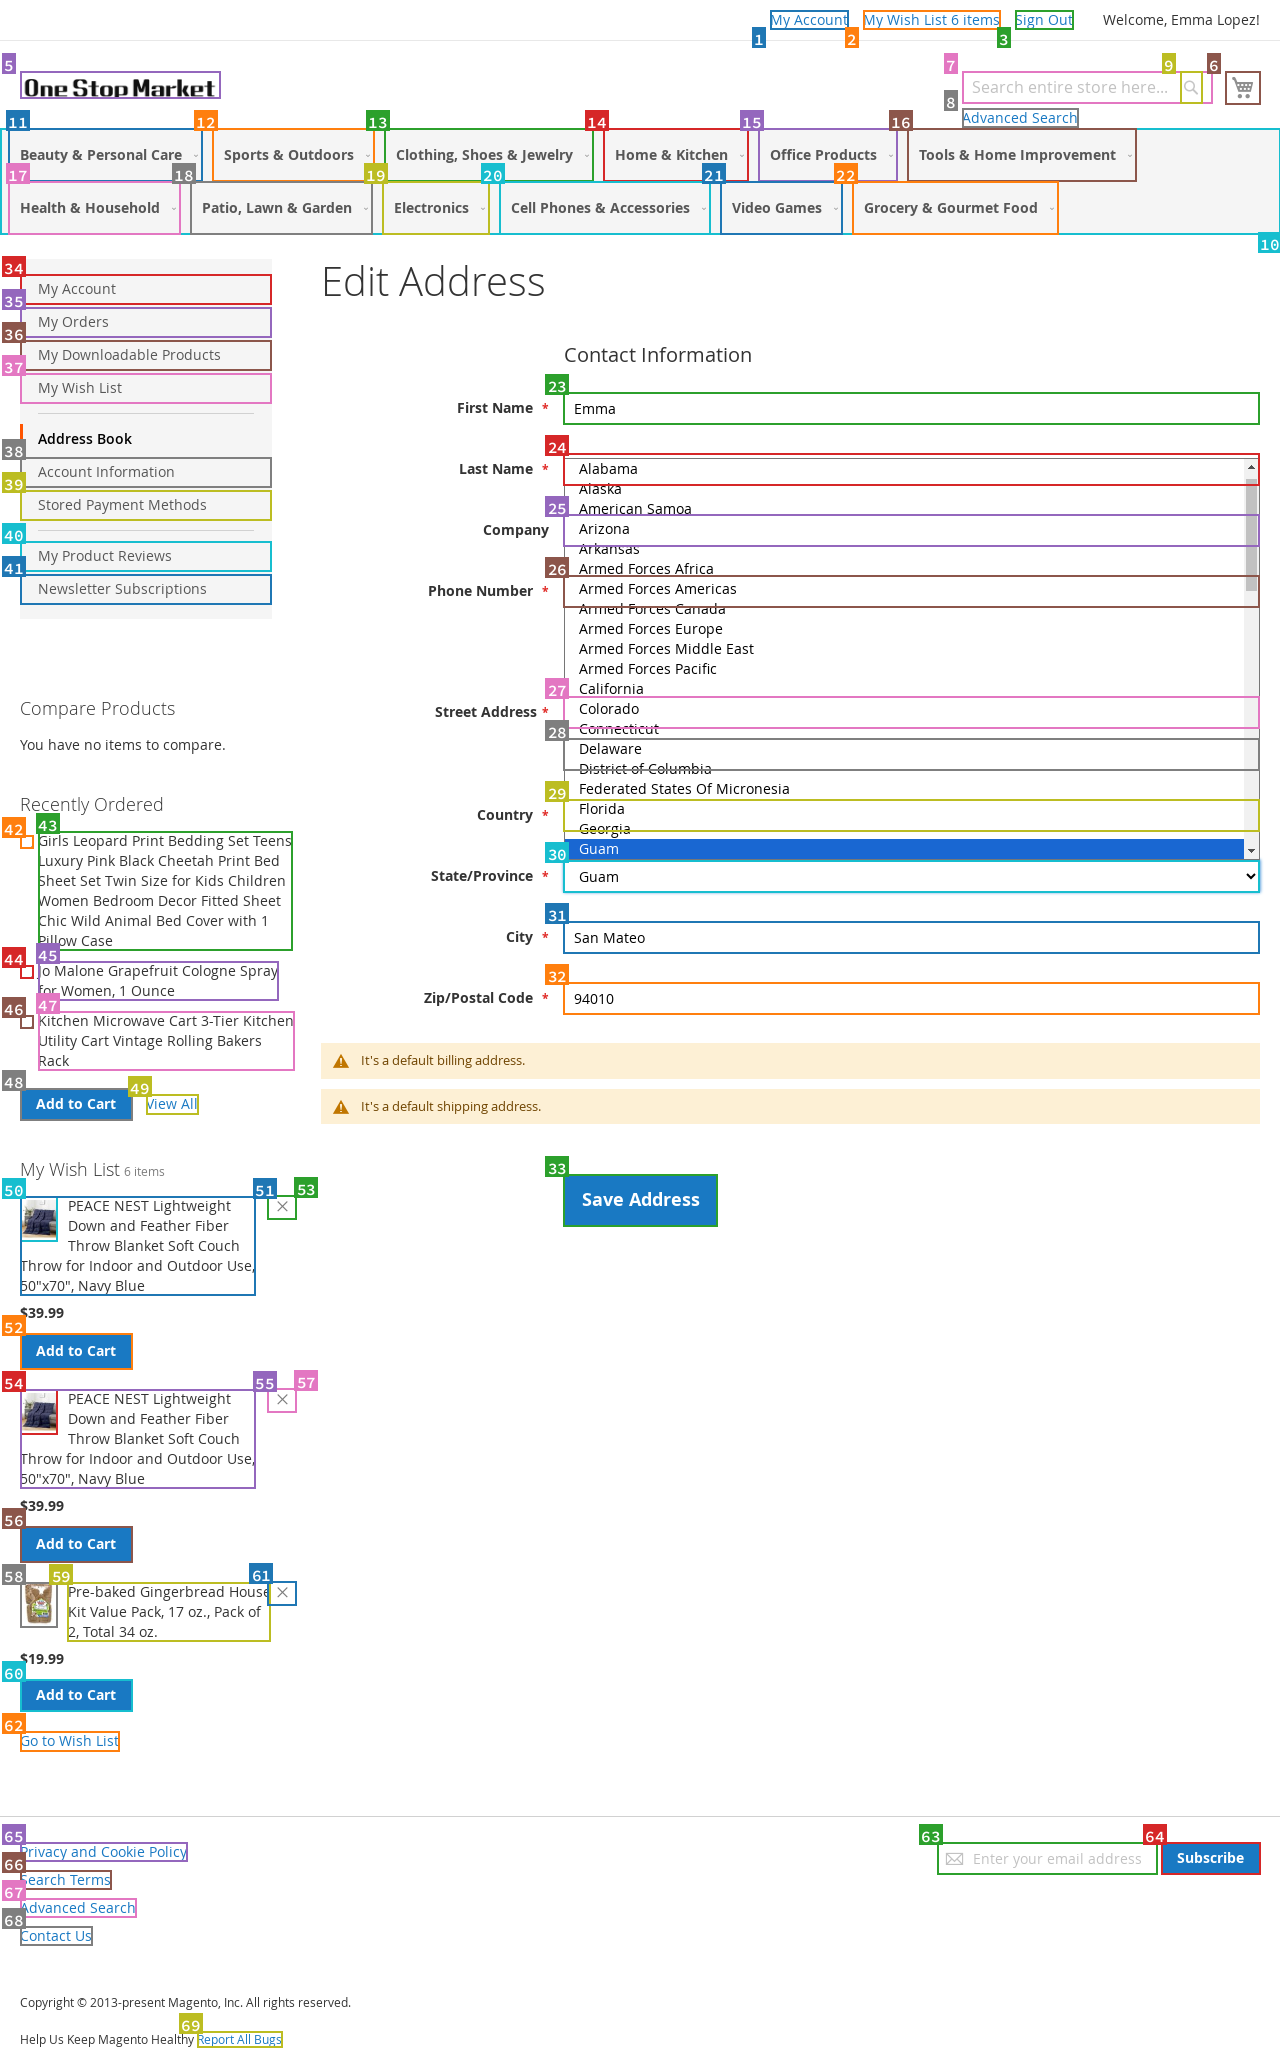 My Account
My Wish List 6 items
Sign Out
Welcome, Emma Lopez!
1
2
3
5
7
9
6
One Stop Market
Search entire store here...
8
Advanced Search
11
12
13
14
15
16
Beauty & Personal Care
Sports & Outdoors
Clothing, Shoes & Jewelry
Home & Kitchen
Office Products
Tools & Home Improvement
17
18
19
20
21
22
Health & Household
Patio, Lawn & Garden
Electronics
Cell Phones & Accessories
Video Games
Grocery & Gourmet Food
10
34
My Account
35
My Orders
36
My Downloadable Products
37
My Wish List
Address Book
38
Account Information
39
Stored Payment Methods
40
My Product Reviews
41
Newsletter Subscriptions
Edit Address
Contact Information
23
First Name *
Emma
24
Last Name *
Alabama
Alaska
American Samoa
25
Company
Arizona
Arkansas
Armed Forces Africa
26
Phone Number *
Armed Forces Americas
Armed Forces Canada
Armed Forces Europe
Armed Forces Middle East
Armed Forces Pacific
California
27
Street Address *
Colorado
Connecticut
28
Delaware
District of Columbia
Federated States Of Micronesia
29
Country *
Florida
Georgia
Guam
30
State/Province *
Guam
31
City *
San Mateo
32
Zip/Postal Code *
94010
It's a default billing address.
It's a default shipping address.
33
Save Address
Compare Products
You have no items to compare.
Recently Ordered
42
43
Girls Leopard Print Bedding Set Teens
Luxury Pink Black Cheetah Print Bed
Sheet Set Twin Size for Kids Children
Women Bedroom Decor Fitted Sheet
Chic Wild Animal Bed Cover with 1
Pillow Case
44
45
Jo Malone Grapefruit Cologne Spray
for Women, 1 Ounce
46
47
Kitchen Microwave Cart 3-Tier Kitchen
Utility Cart Vintage Rolling Bakers
Rack
48
Add to Cart
49
View All
My Wish List 6 items
50
51
53
PEACE NEST Lightweight
Down and Feather Fiber
Throw Blanket Soft Couch
Throw for Indoor and Outdoor Use,
50"x70", Navy Blue
$39.99
52
Add to Cart
54
55
57
PEACE NEST Lightweight
Down and Feather Fiber
Throw Blanket Soft Couch
Throw for Indoor and Outdoor Use,
50"x70", Navy Blue
$39.99
56
Add to Cart
58
59
61
Pre-baked Gingerbread House
Kit Value Pack, 17 oz., Pack of
2, Total 34 oz.
$19.99
60
Add to Cart
62
Go to Wish List
65
Privacy and Cookie Policy
66
Search Terms
67
Advanced Search
68
Contact Us
63
Enter your email address
64
Subscribe
Copyright © 2013-present Magento, Inc. All rights reserved.
69
Help Us Keep Magento Healthy Report All Bugs